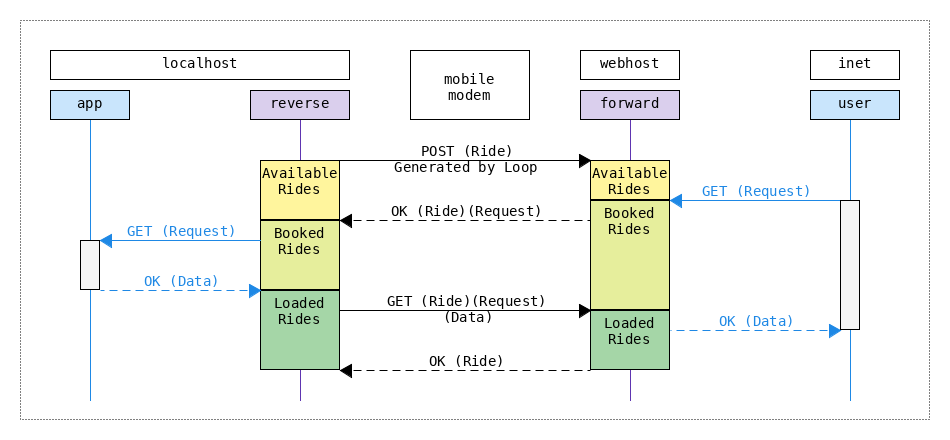 localhost
mobile
modem
webhost
inet
app
reverse
forward
user
POST (Ride)
Generated by Loop
Available
Rides
Available
Rides
GET (Request)
OK (Ride)(Request)
Booked
Rides
Booked
Rides
GET (Request)
OK (Data)
GET (Ride)(Request)
(Data)
Loaded
Rides
Loaded
Rides
OK (Data)
OK (Ride)